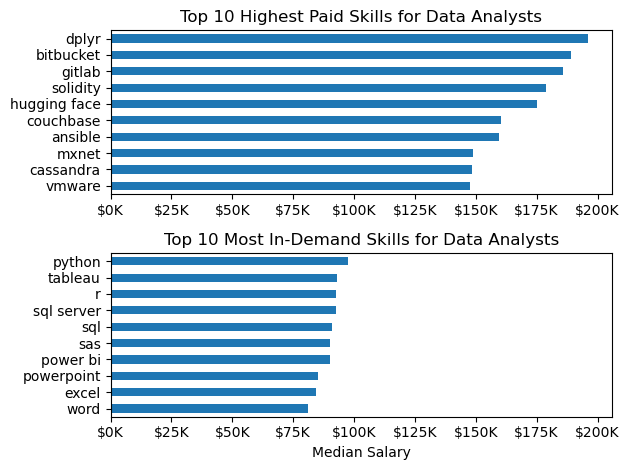 Top 10 Highest Paid Skills for Data Analysts
dplyr
bitbucket
gitlab
solidity
hugging face
couchbase
ansible
mxnet
cassandra
vmware
$0K $25K $50K $75K $100K $125K $150K $175K $200K
Top 10 Most In-Demand Skills for Data Analysts
python
tableau
r
sql server
sql
sas
power bi
powerpoint
excel
word
$0K $25K $50K $75K $100K $125K $150K $175K $200K
Median Salary